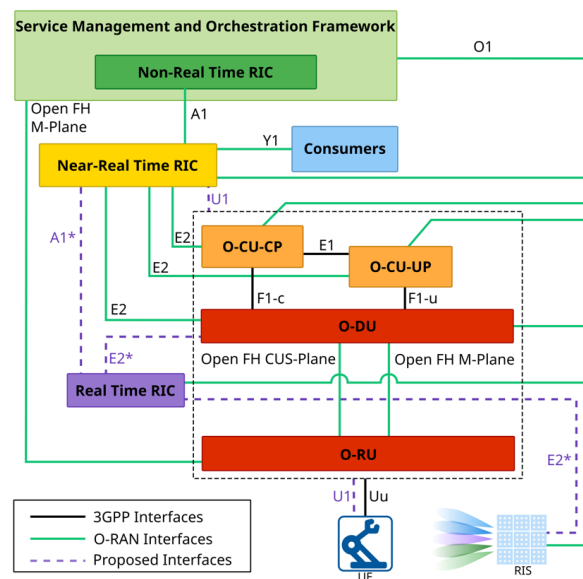 Service Management and Orchestration Framework
O1
Non-Real Time RIC
Open FH
M-Plane
A1
Y1
Consumers
Near-Real Time RIC
U1
A1*
E2
O-CU-CP
E1
O-CU-UP
E2
F1-c
F1-u
E2
O-DU
E2*
Open FH CUS-Plane
Open FH M-Plane
Real Time RIC
O-RU
E2*
U1
Uu
3GPP Interfaces
O-RAN Interfaces
Proposed Interfaces
UE
RIS